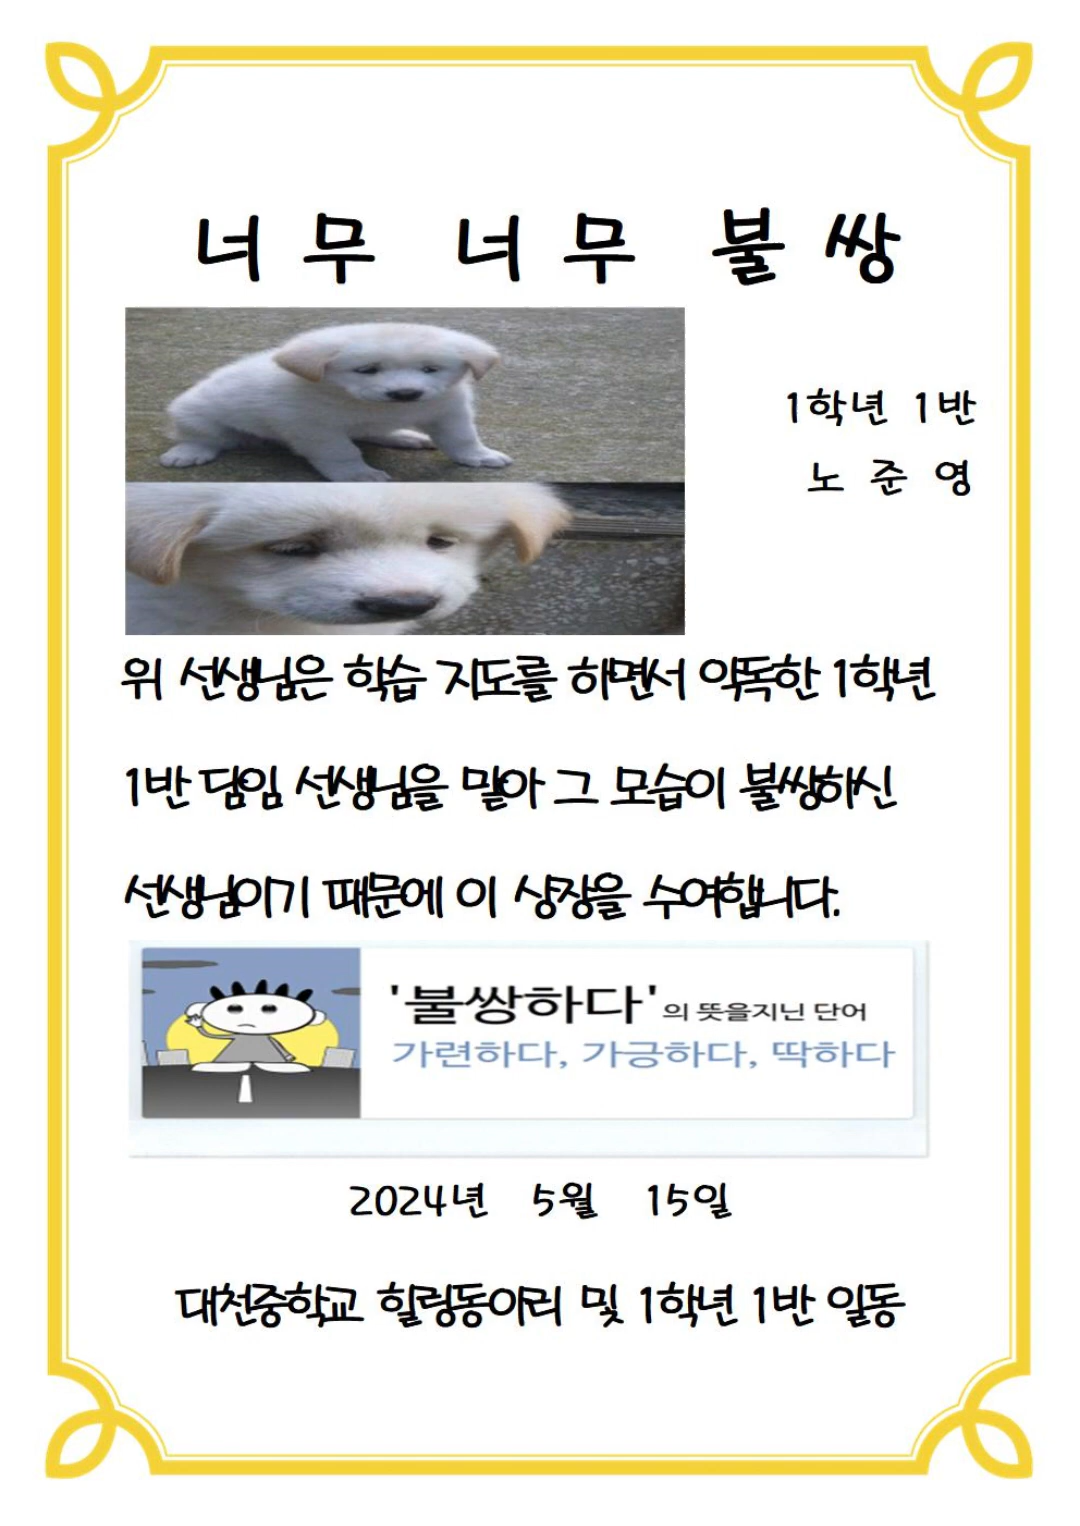 너무 너무 불쌍
1학년 1반
노 준 영
위 선생님은 학습 지도를 하면서 악독한 1학년
1반 담임 선생님을 맡아 그 모습이 불쌍하신
선생님이기 때문에 이 상장을 수여합니다.
'불쌍하다'의 뜻을지닌 단어
가련하다, 가긍하다, 딱하다
2024년 5월 15일
대천중학교 힐링동아리 및 1학년 1반 일동